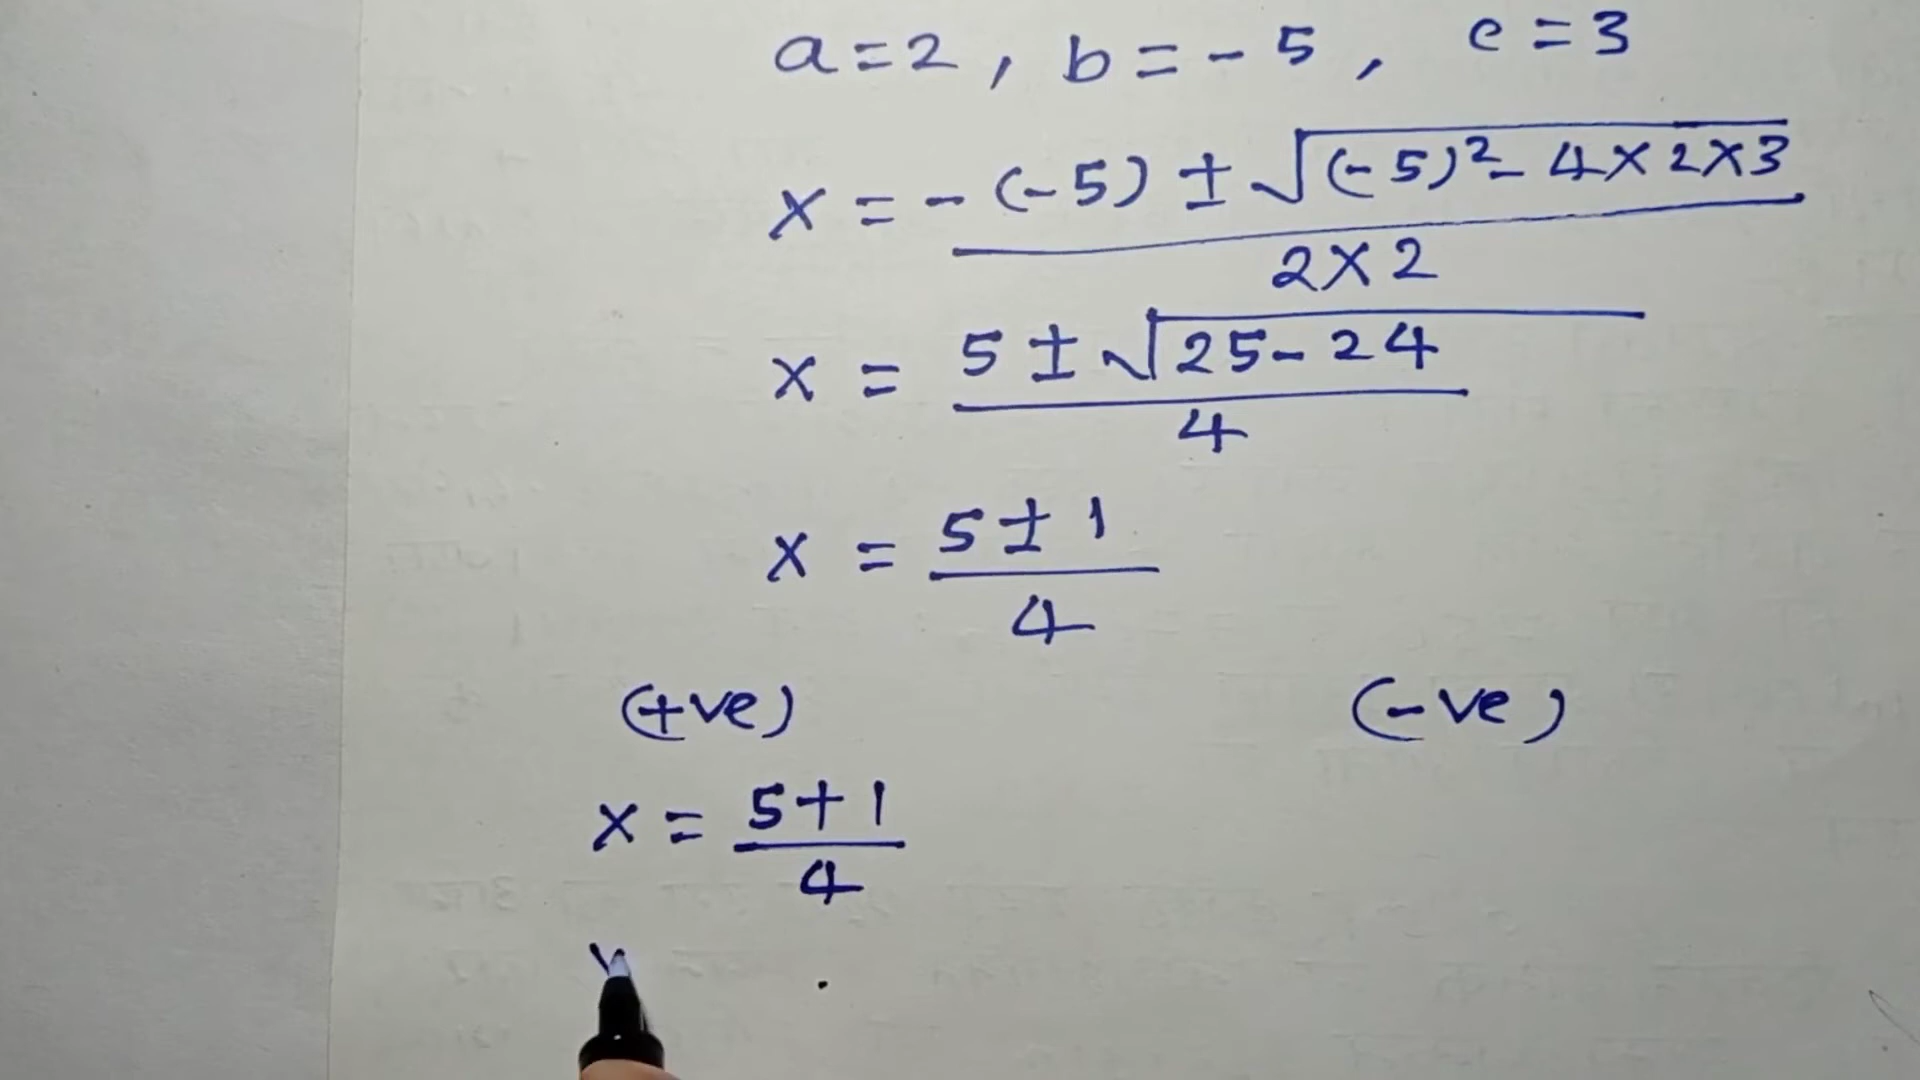 a = 2, b = - 5, c = 3
x = - (- 5) ± √(- 5)² - 4 × 2 × 3
2 × 2
x = 5 ± √25 - 24
4
x = 5 ± 1
4
(+ve) (-ve)
x = 5 + 1
4